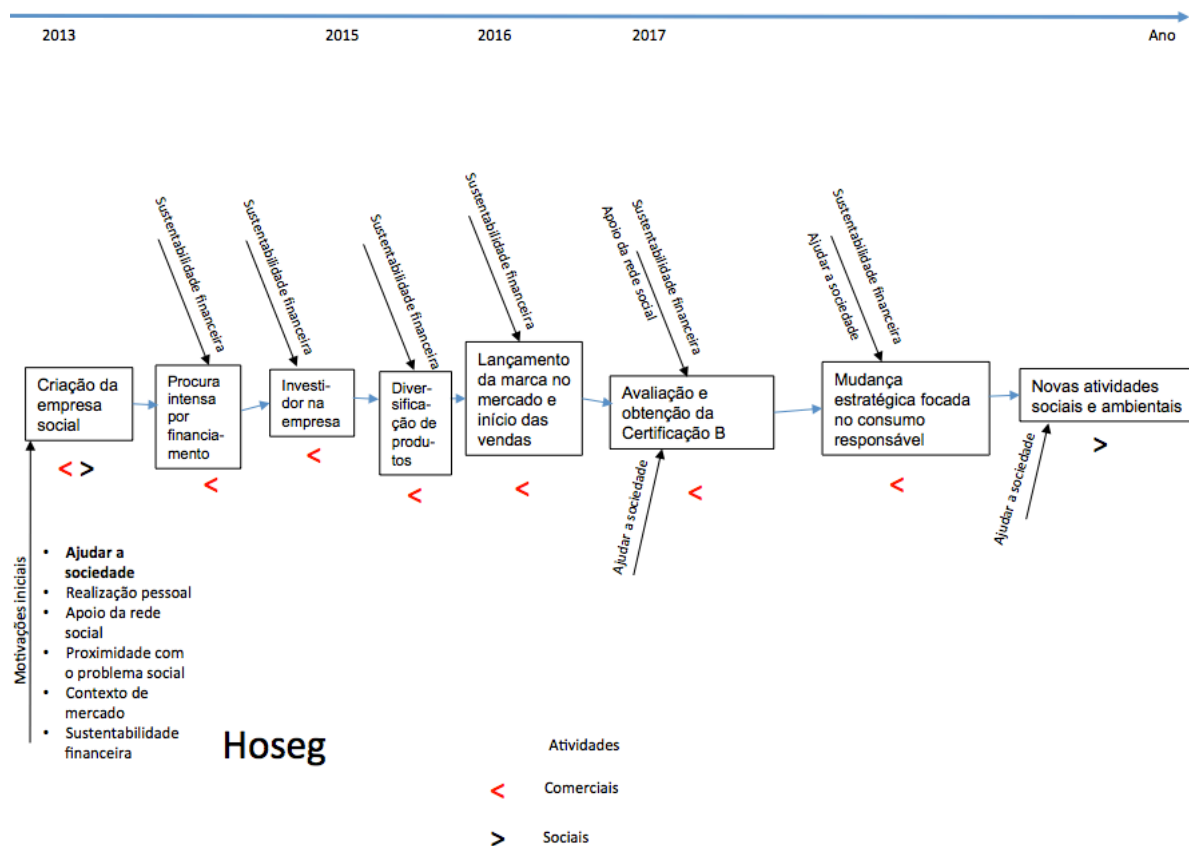 2013 2015 2016 2017 Ano
Sustentabilidade financeira
Sustentabilidade financeira
Sustentabilidade financeira
Sustentabilidade financeira
Sustentabilidade financeira
Apoio da rede social
Sustentabilidade financeira
Ajudar a sociedade
Criação da
empresa
social
Procura
intensa
por
financia-
mento
Investi-
dor na
empresa
Diver-
sifica-
ção de
produ-
tos
Lançamento
da marca no
mercado e
início das
vendas
Avaliação e
obtenção da
Certificação B
Mudança
estratégica focada
no consumo
responsável
Novas atividades
sociais e ambientais
< >
<
<
<
<
<
<
>
Ajudar a sociedade
Ajudar a sociedade
Motivações iniciais
• Ajudar a
sociedade
• Realização pessoal
• Apoio da rede
social
• Proximidade com
o problema social
• Contexto de
mercado
• Sustentabilidade
financeira
Hoseg
Atividades
< Comerciais
> Sociais